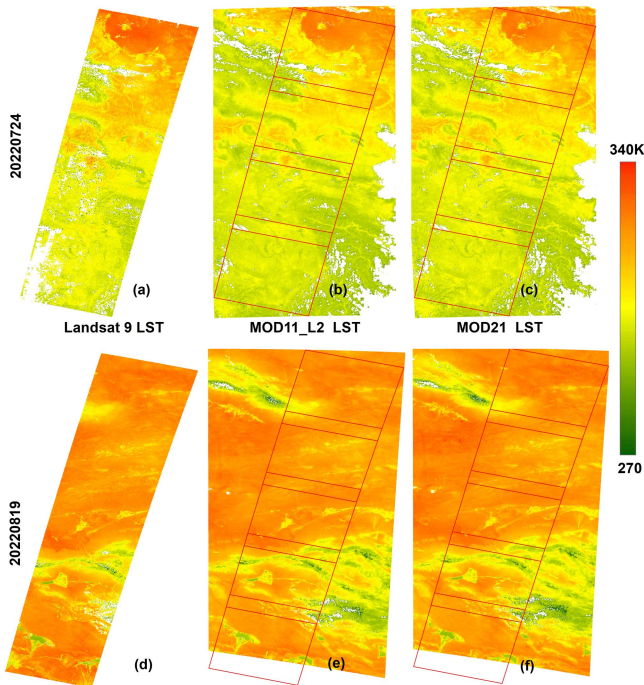 20220724
(a)
(b)
(c)
Landsat 9 LST
MOD11_L2 LST
MOD21 LST
340K
270
20220819
(d)
(e)
(f)